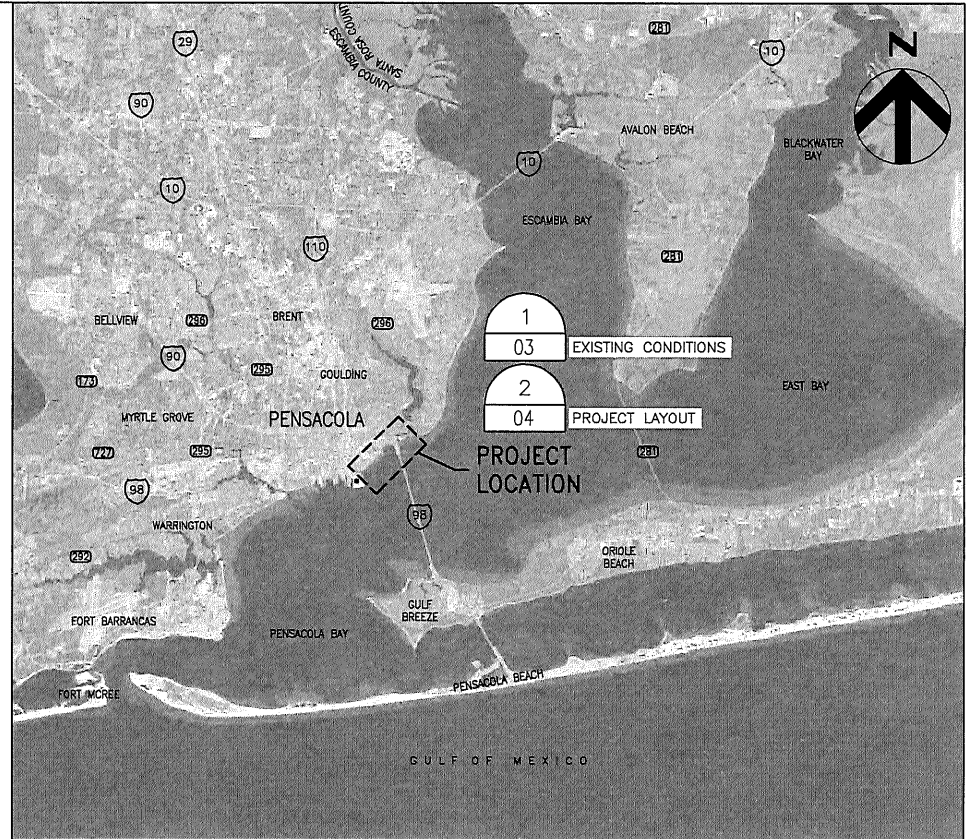 29
281
10
N
SANTA ROSA COUNTY
ESCAMBIA COUNTY
90
AVALON BEACH
BLACKWATER
BAY
10
10
ESCAMBIA BAY
110
281
1
03
EXISTING CONDITIONS
BELLVIEW
296
BRENT
296
90
295
GOULDING
173
EAST BAY
2
04
PROJECT LAYOUT
MYRTLE GROVE
PENSACOLA
727
295
281
PROJECT
LOCATION
98
98
WARRINGTON
292
ORIOLE
BEACH
GULF
BREEZE
FORT BARRANCAS
PENSACOLA BAY
PENSACOLA BEACH
FORT MCREE
GULF OF MEXICO